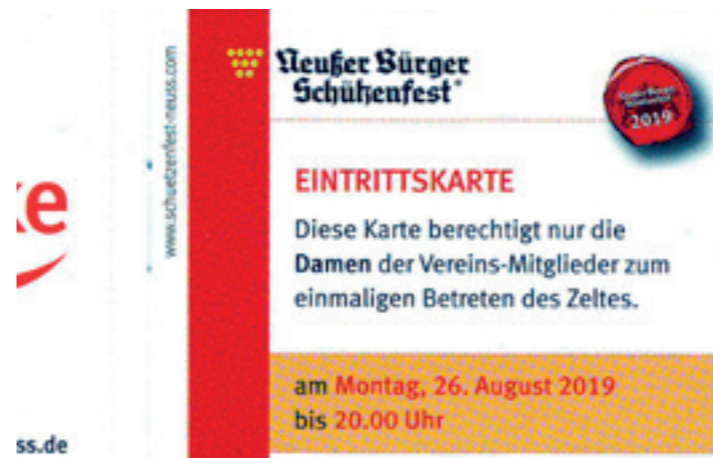 www.schuetzenfest-neuss.com
Neußer Bürger
Schützenfest
2019
EINTRITTSKARTE
Diese Karte berechtigt nur die
Damen der Vereins-Mitglieder zum
einmaligen Betreten des Zeltes.
am Montag, 26. August 2019
bis 20.00 Uhr
ke
ss.de